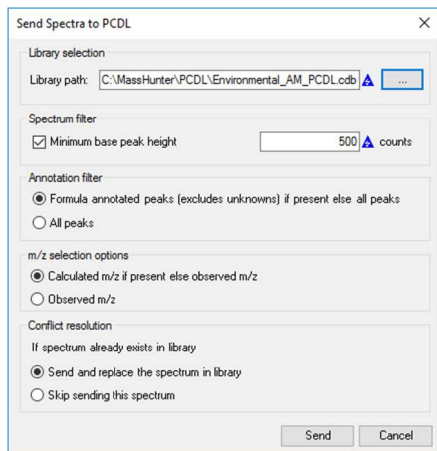 Send Spectra to PCDL
Library selection
Library path: C:\MassHunter\PCDL\Environmental_AM_PCDL.cdb ...
Spectrum filter
Minimum base peak height 500 counts
Annotation filter
Formula annotated peaks (excludes unknowns) if present else all peaks
All peaks
m/z selection options
Calculated m/z if present else observed m/z
Observed m/z
Conflict resolution
If spectrum already exists in library
Send and replace the spectrum in library
Skip sending this spectrum
Send Cancel